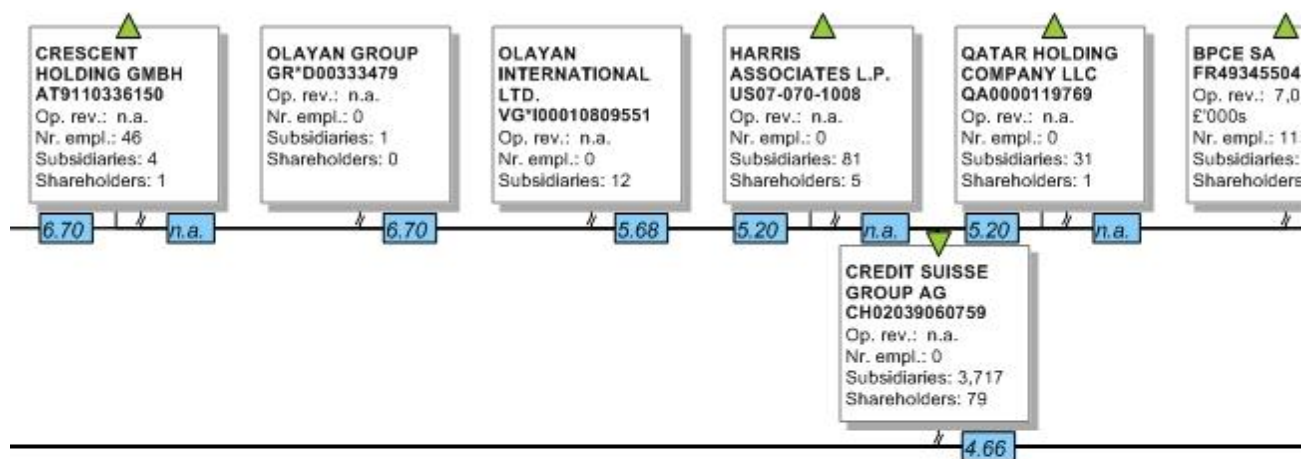 CRESCENT
HOLDING GMBH
AT9110336150
Op. rev.: n.a.
Nr. empl.: 46
Subsidiaries: 4
Shareholders: 1
OLAYAN GROUP
GR*D00333479
Op. rev.: n.a.
Nr. empl.: 0
Subsidiaries: 1
Shareholders: 0
OLAYAN
INTERNATIONAL
LTD.
VG*I00010809551
Op. rev.: n.a.
Nr. empl.: 0
Subsidiaries: 12
HARRIS
ASSOCIATES L.P.
US07-070-1008
Op. rev.: n.a.
Nr. empl.: 0
Subsidiaries: 81
Shareholders: 5
QATAR HOLDING
COMPANY LLC
QA0000119769
Op. rev.: n.a.
Nr. empl.: 0
Subsidiaries: 31
Shareholders: 1
BPCE SA
FR49345504
Op. rev.: 7,0
£'000s
Nr. empl.: 11
Subsidiaries:
Shareholders
6.70
n.a.
6.70
5.68
5.20
n.a.
5.20
n.a.
CREDIT SUISSE
GROUP AG
CH02039060759
Op. rev.: n.a.
Nr. empl.: 0
Subsidiaries: 3,717
Shareholders: 79
4.66